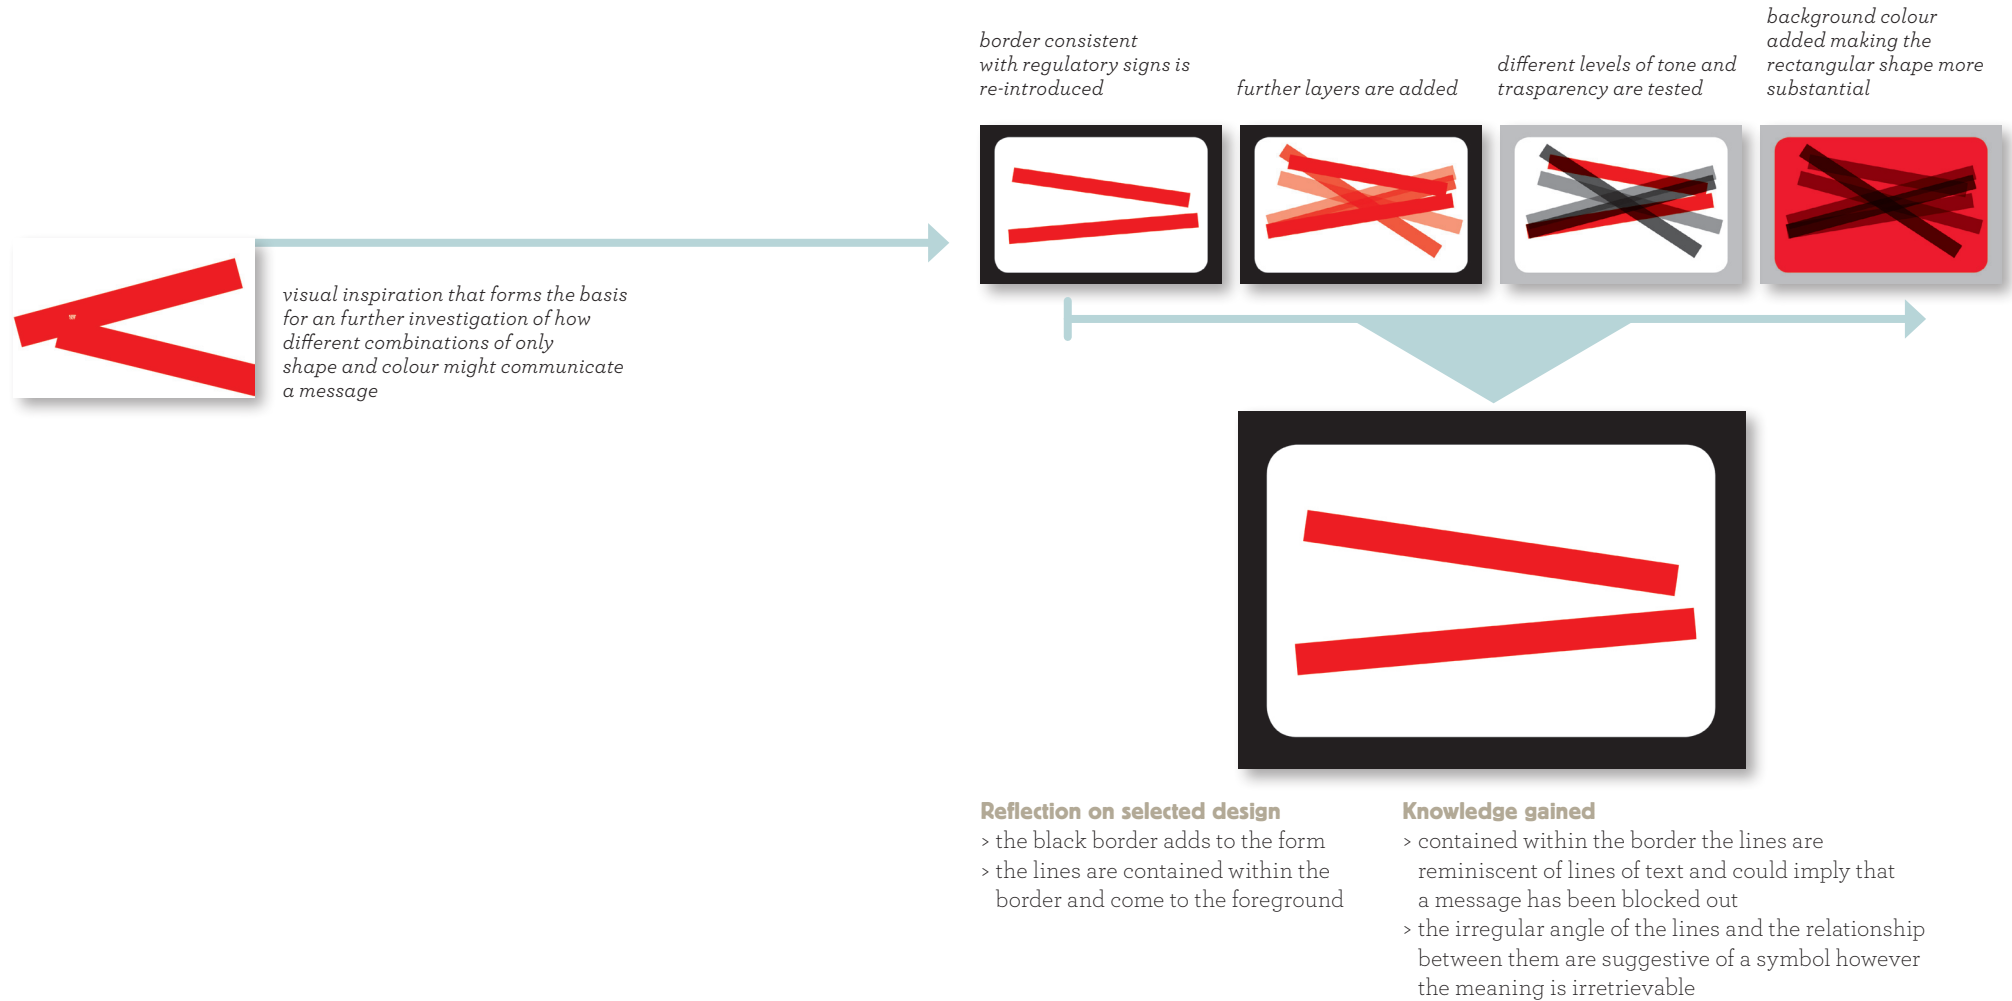 visual inspiration that forms the basis
for an further investigation of how
different combinations of only
shape and colour might communicate
a message
border consistent
with regulatory signs is
re-introduced
further layers are added
different levels of tone and
trasparency are tested
background colour
added making the
rectangular shape more
substantial
Reflection on selected design
> the black border adds to the form
> the lines are contained within the
border and come to the foreground
Knowledge gained
> contained within the border the lines are
reminiscent of lines of text and could imply that
a message has been blocked out
> the irregular angle of the lines and the relationship
between them are suggestive of a symbol however
the meaning is irretrievable